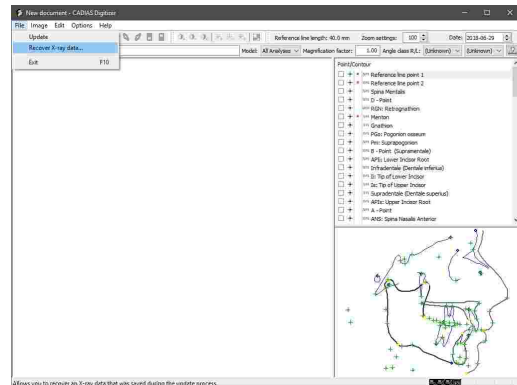 New document - CADIAS Digitizer
File Image Edit Options Help
Update
Recover X-ray data...
Exit F10
Reference line length: 40.0 mm Zoom settings: 100 Date: 2018-06-29
Model: All Analyses Magnification factor: 1.00 Angle class R/L: (Unknown) (Unknown)
Point/Contour
Reference line point 1
Reference line point 2
Spina Mentalis
D - Point
RGN: Retrognathion
Menton
Gnathion
PGo: Pogonion osseum
Pm: Suprapogonion
B - Point (Supramentale)
APIi: Lower Incisor Root
Infradentale (Dentale inferius)
Ii: Tip of Lower Incisor
Is: Tip of Upper Incisor
Supradentale (Dentale superius)
APIs: Upper Incisor Root
A - Point
ANS: Spina Nasalis Anterior
Allows you to recover an X-ray data that was saved during the update process.